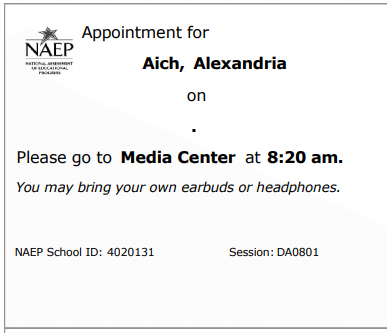 NAEP
NATIONAL ASSESSMENT
OF EDUCATIONAL
PROGRESS
Appointment for
Aich, Alexandria
on
.
Please go to Media Center at 8:20 am.
You may bring your own earbuds or headphones.
NAEP School ID: 4020131 Session: DA0801